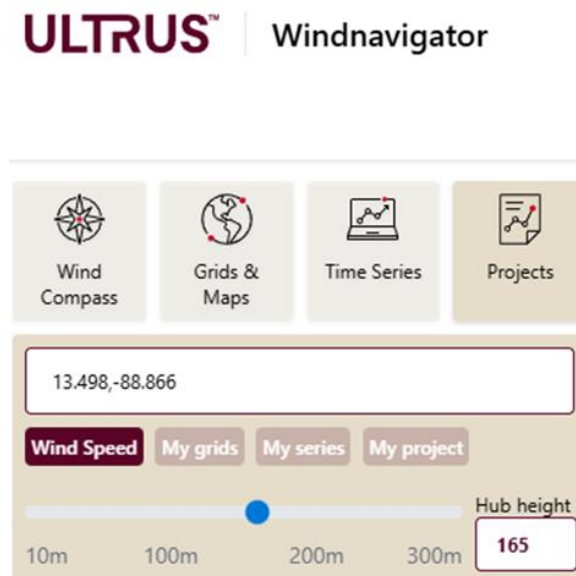 ULTRUS™ Windnavigator
Wind Compass
Grids & Maps
Time Series
Projects
13.498,-88.866
Wind Speed My grids My series My project
Hub height
10m 100m 200m 300m 165